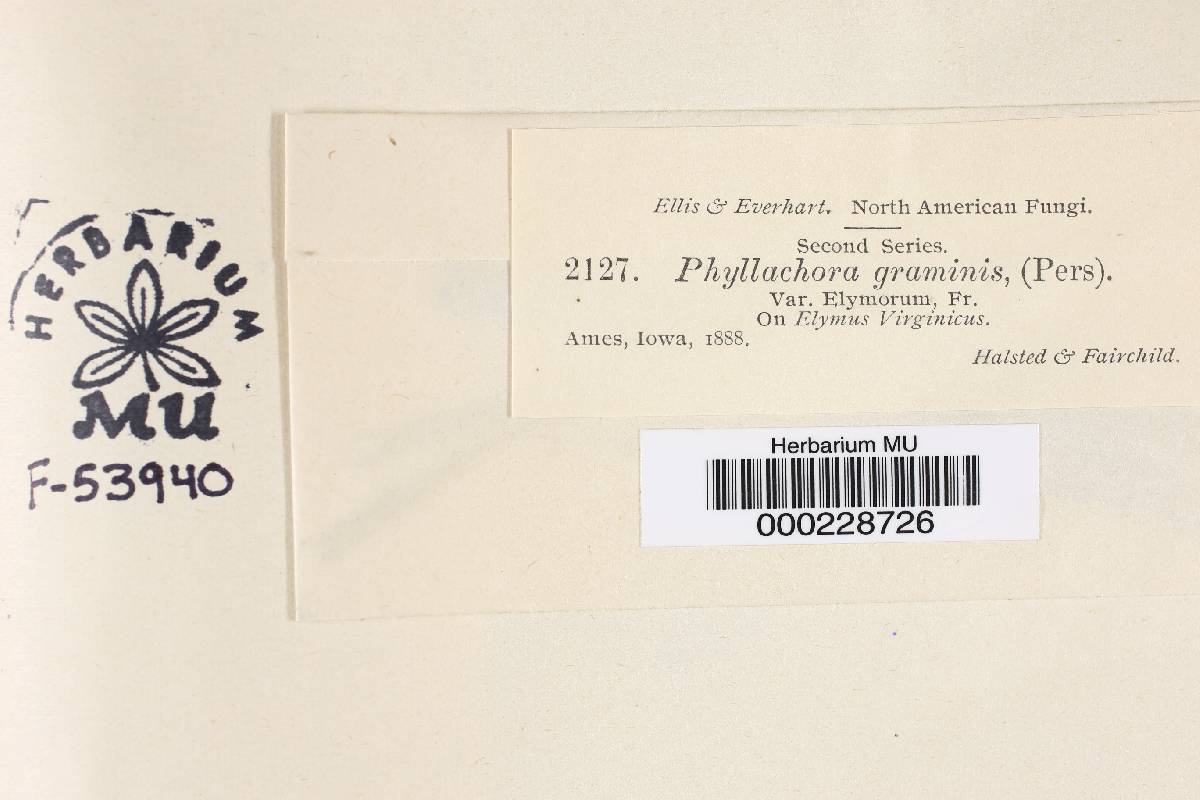 HERBARIUM
MU
F-53940
Ellis & Everhart. North American Fungi.
Second Series.
2127. Phyllachora graminis, (Pers).
Var. Elymorum, Fr.
On Elymus Virginicus.
Ames, Iowa, 1888.
Halsted & Fairchild.
Herbarium MU
000228726